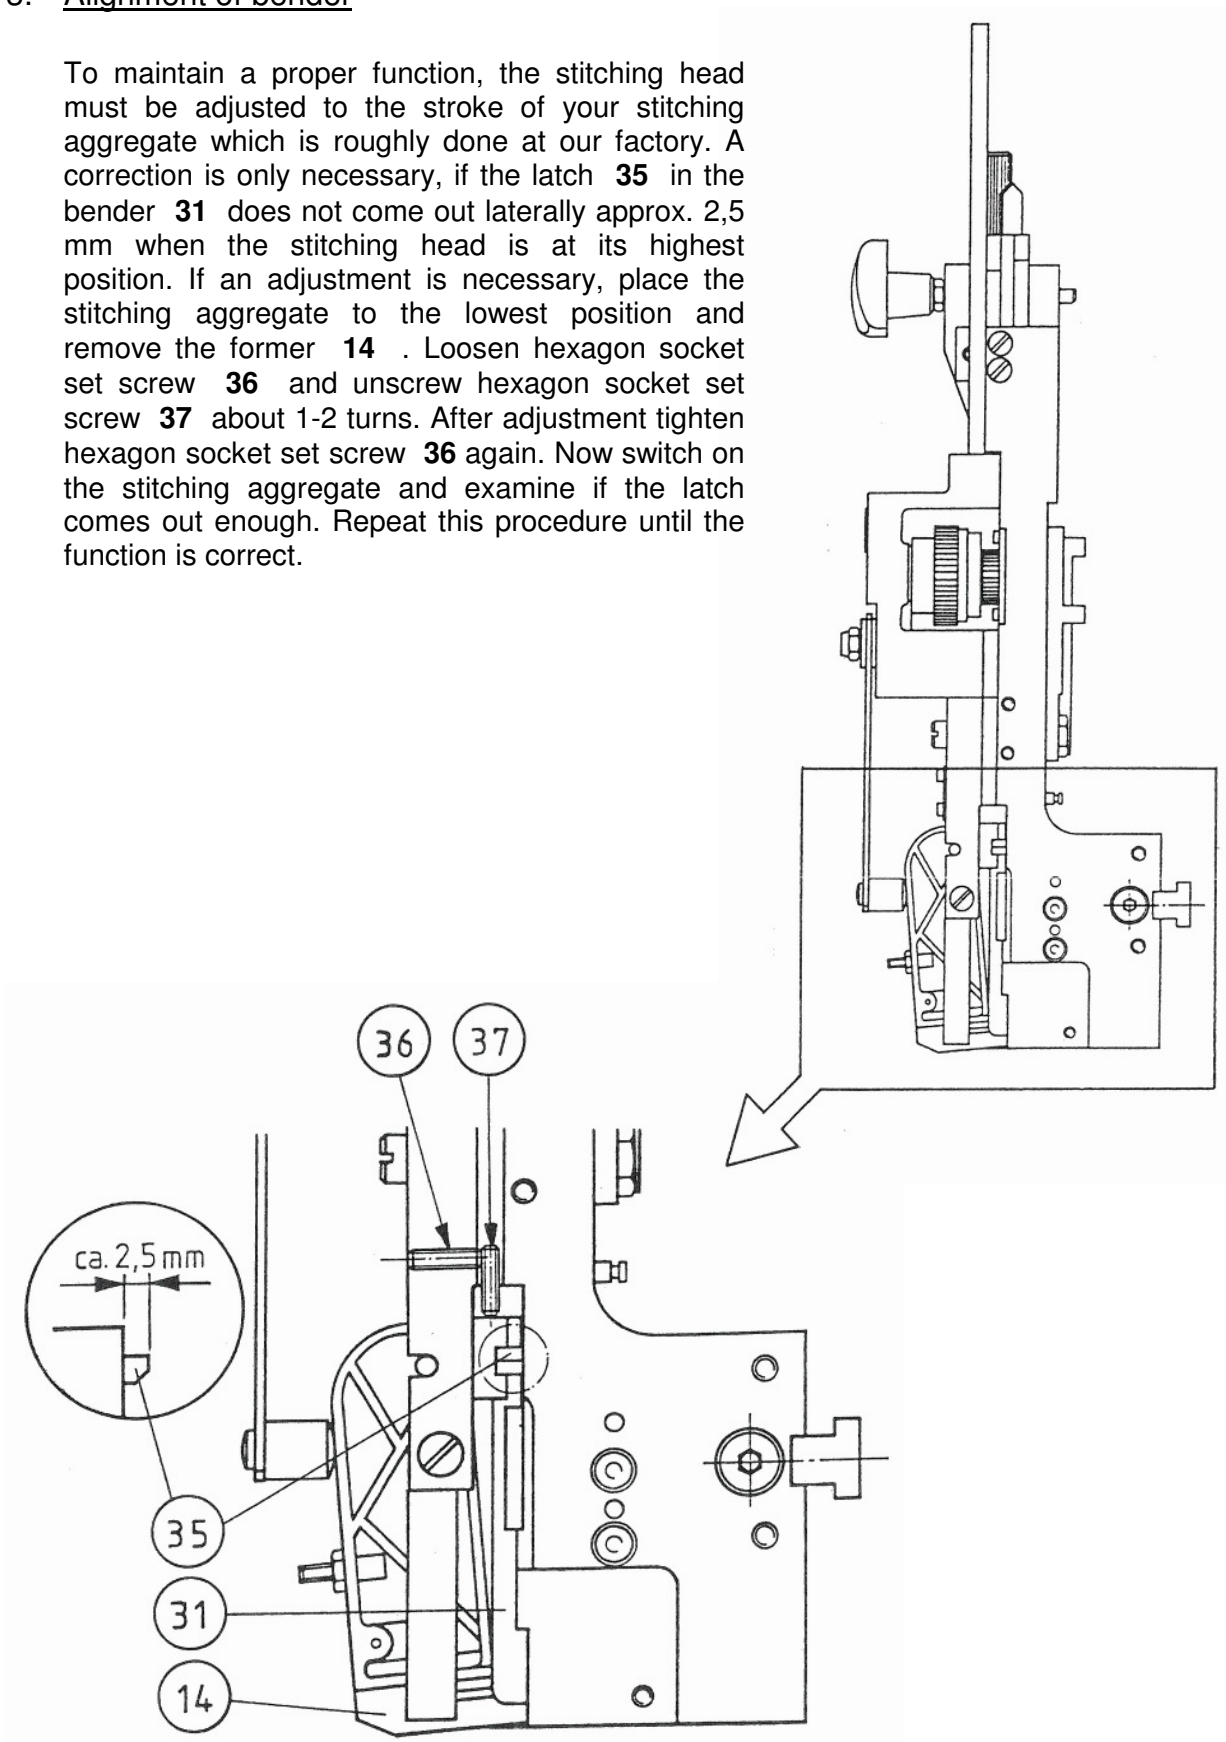 Alignment of bender
To maintain a proper function, the stitching head
must be adjusted to the stroke of your stitching
aggregate which is roughly done at our factory. A
correction is only necessary, if the latch 35 in the
bender 31 does not come out laterally approx. 2,5
mm when the stitching head is at its highest
position. If an adjustment is necessary, place the
stitching aggregate to the lowest position and
remove the former 14 . Loosen hexagon socket
set screw 36 and unscrew hexagon socket set
screw 37 about 1-2 turns. After adjustment tighten
hexagon socket set screw 36 again. Now switch on
the stitching aggregate and examine if the latch
comes out enough. Repeat this procedure until the
function is correct.
36
37
ca. 2,5 mm
35
31
14